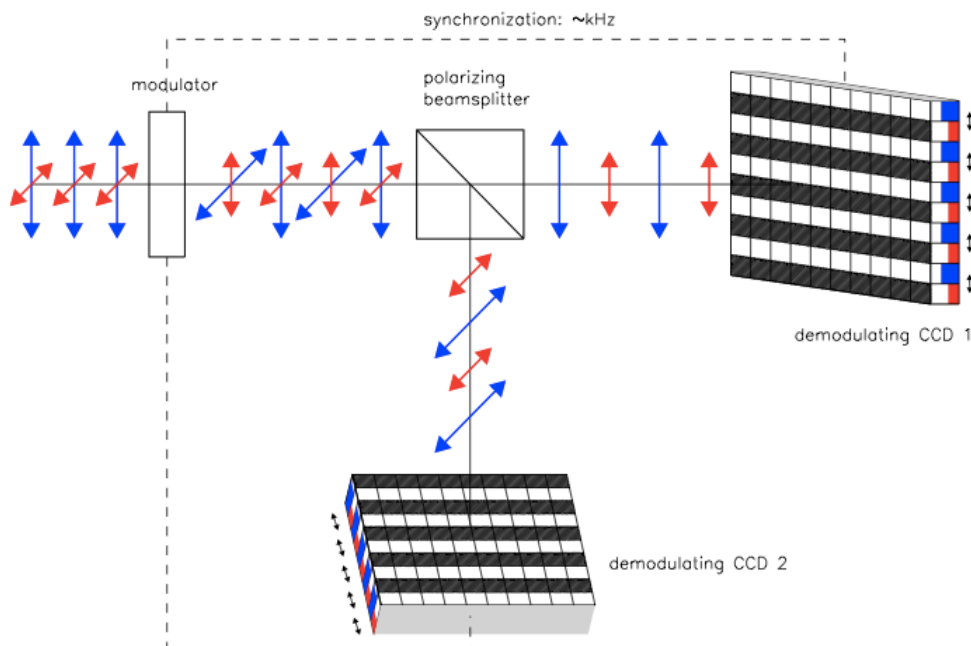 synchronization: ~kHz
modulator
polarizing
beamsplitter
demodulating CCD 1
demodulating CCD 2